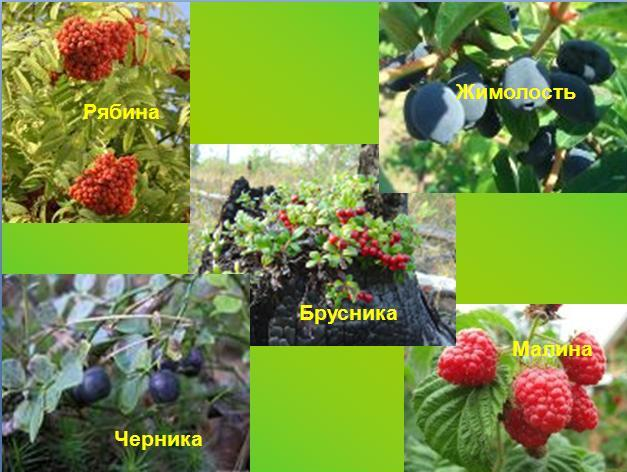 Рябина
Жимолость
Брусника
Малина
Черника